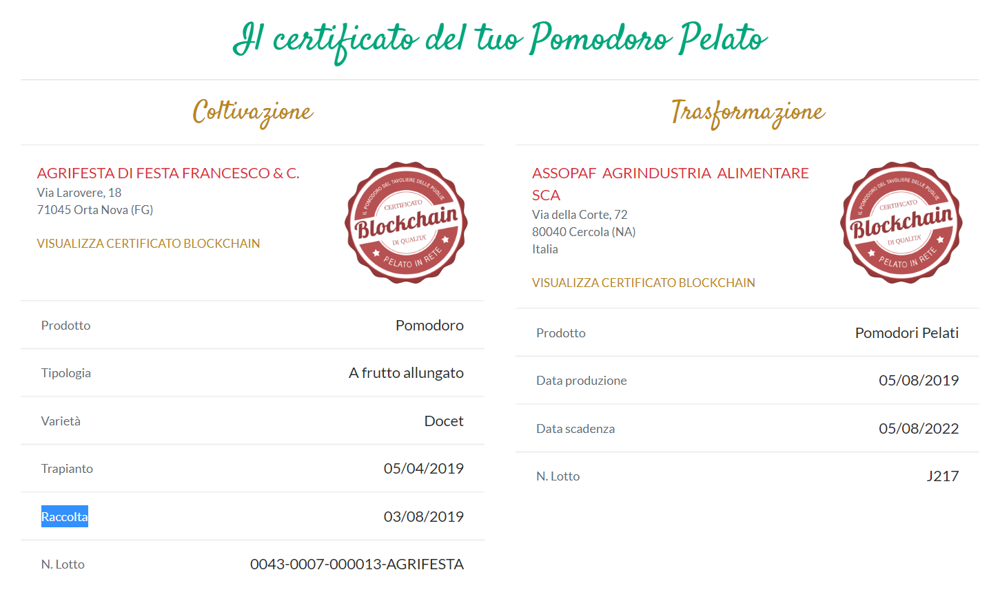 Il certificato del tuo Pomodoro Pelato
Coltivazione
AGRIFESTA DI FESTA FRANCESCO & C.
Via Larovere, 18
71045 Orta Nova (FG)
VISUALIZZA CERTIFICATO BLOCKCHAIN
IL POMODORO DEL TAVOLIERE DELLE PUGLIE
CERTIFICATO
Blockchain
DI QUALITA'
PELATO IN RETE
Prodotto Pomodoro
Tipologia A frutto allungato
Varietà Docet
Trapianto 05/04/2019
Raccolta 03/08/2019
N. Lotto 0043-0007-000013-AGRIFESTA
Trasformazione
ASSOPAF AGRINDUSTRIA ALIMENTARE
SCA
Via della Corte, 72
80040 Cercola (NA)
Italia
VISUALIZZA CERTIFICATO BLOCKCHAIN
IL POMODORO DEL TAVOLIERE DELLE PUGLIE
CERTIFICATO
Blockchain
DI QUALITA'
PELATO IN RETE
Prodotto Pomodori Pelati
Data produzione 05/08/2019
Data scadenza 05/08/2022
N. Lotto J217